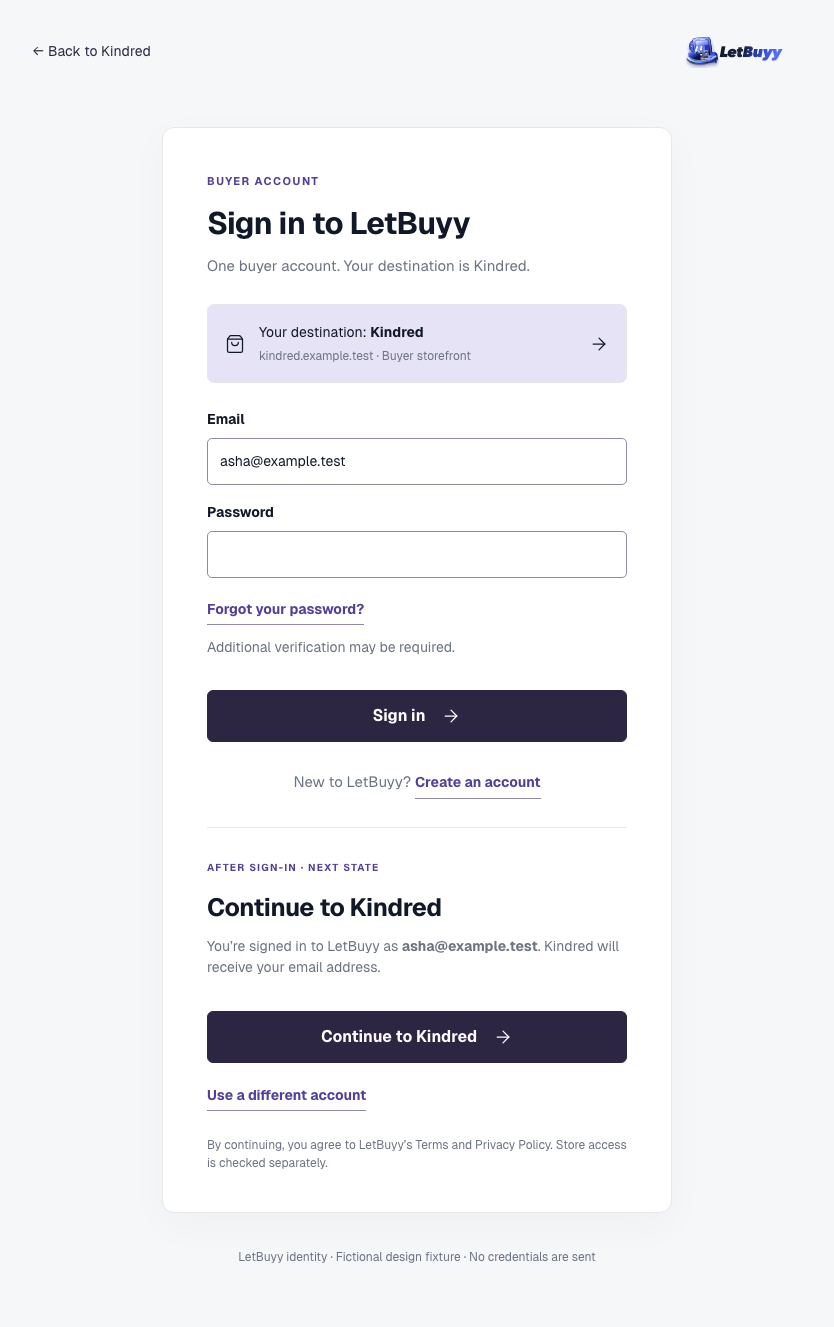 ← Back to Kindred
LetBuyy
BUYER ACCOUNT
Sign in to LetBuyy
One buyer account. Your destination is Kindred.
Your destination: Kindred
kindred.example.test · Buyer storefront
Email
asha@example.test
Password
Forgot your password?
Additional verification may be required.
Sign in →
New to LetBuyy? Create an account
AFTER SIGN-IN · NEXT STATE
Continue to Kindred
You're signed in to LetBuyy as asha@example.test. Kindred will
receive your email address.
Continue to Kindred →
Use a different account
By continuing, you agree to LetBuyy's Terms and Privacy Policy. Store access
is checked separately.
LetBuyy identity · Fictional design fixture · No credentials are sent